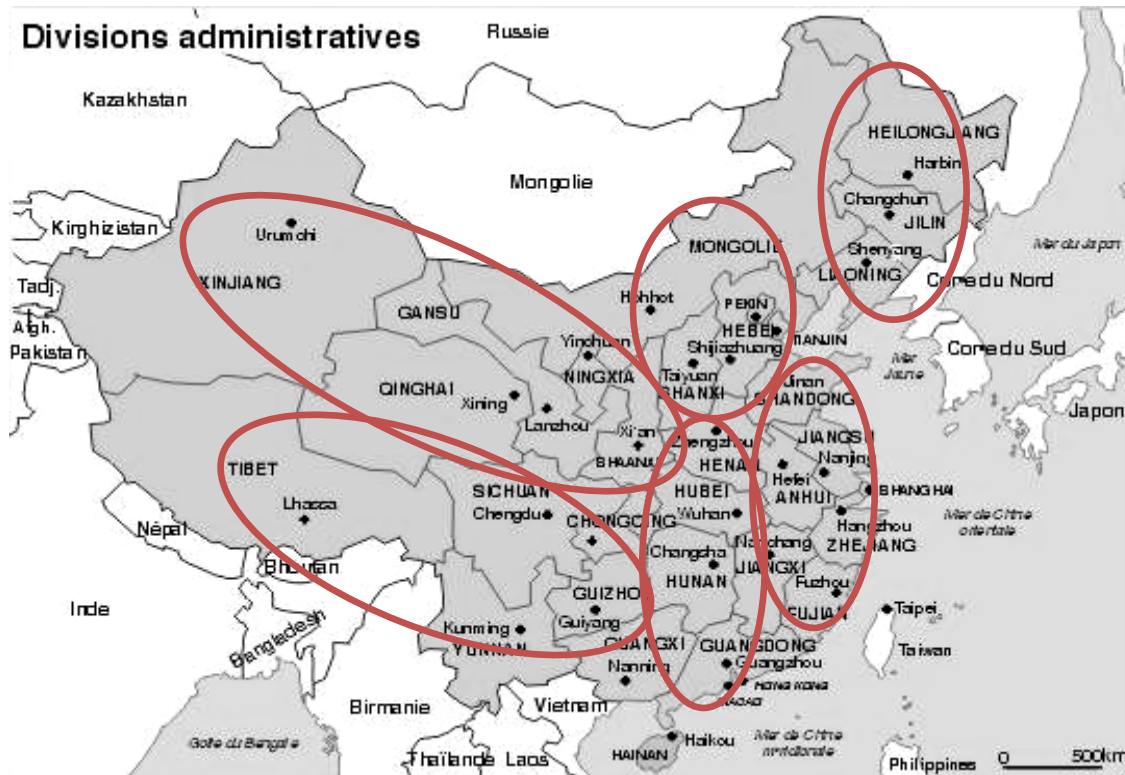 Divisions administratives
Russie
Kazakhstan
Mongolie
HEILONGJIANG
Harbin
Changchun
JILIN
Shenyang
LIAONING
Mer du Japon
Kirghizistan
Urumchi
XINJIANG
Tadj.
Afgh.
Pakistan
MONGOLIE
Hohhot
PEKIN
HEBEI
TIANJIN
Corée du Nord
Corée du Sud
Mer
Jaune
Japon
GANSU
Yinchuan
NINGXIA
Shijiazhuang
Taiyuan
SHANXI
QINGHAI
Xining
Lanzhou
Xi'an
SHAANXI
Jinan
SHANDONG
Zhengzhou
HENAN
JIANGSU
Nanjing
Hefei
ANHUI
SHANGHAI
TIBET
Lhassa
SICHUAN
Chengdu
CHONGQING
HUBEI
Wuhan
Hangzhou
ZHEJIANG
Mer de Chine
orientale
Népal
Bhoutan
Changsha
HUNAN
Nanchang
JIANGXI
Fuzhou
FUJIAN
Inde
Bangladesh
GUIZHOU
Guiyang
Kunming
YUNNAN
GUANGXI
Nanning
GUANGDONG
Guangzhou
HONG KONG
MACAO
Taipei
Taiwan
Birmanie
Vietnam
Golfe du Bengale
Thaïlande
Laos
HAINAN
Haikou
Mer de Chine
méridionale
Philippines
0 500km